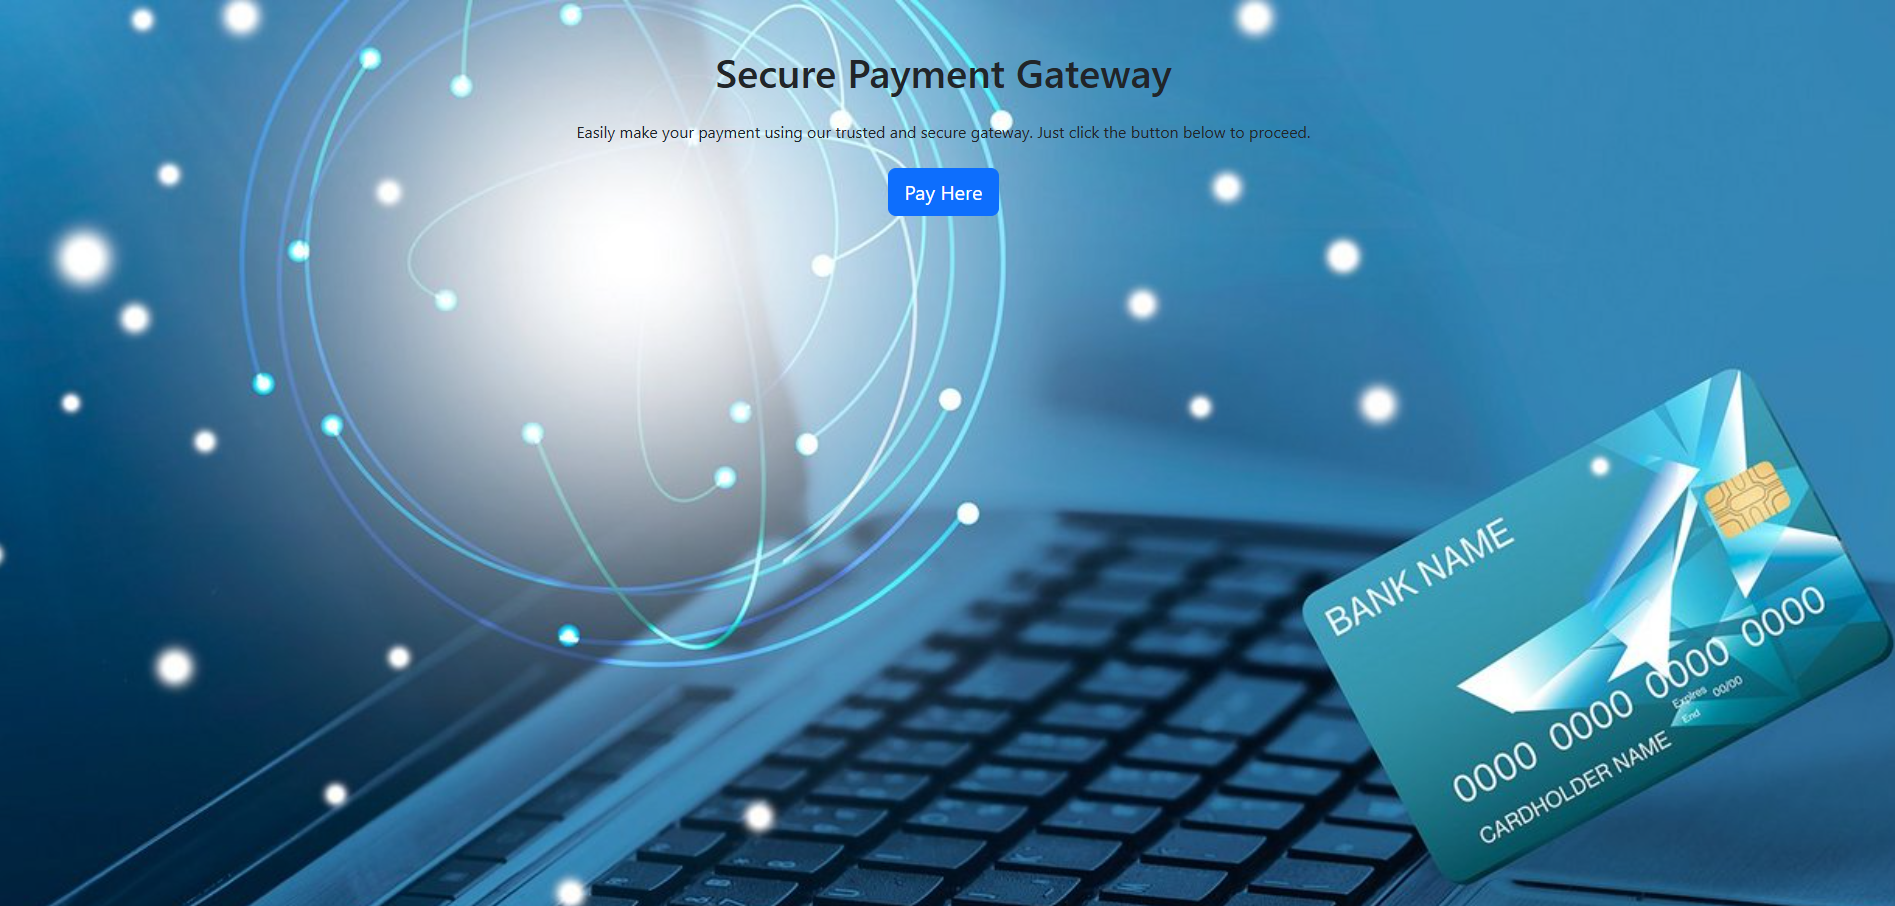 Secure Payment Gateway
Easily make your payment using our trusted and secure gateway. Just click the button below to proceed.
Pay Here
BANK NAME
0000 0000 0000 0000
Expires 00/00
End
CARDHOLDER NAME